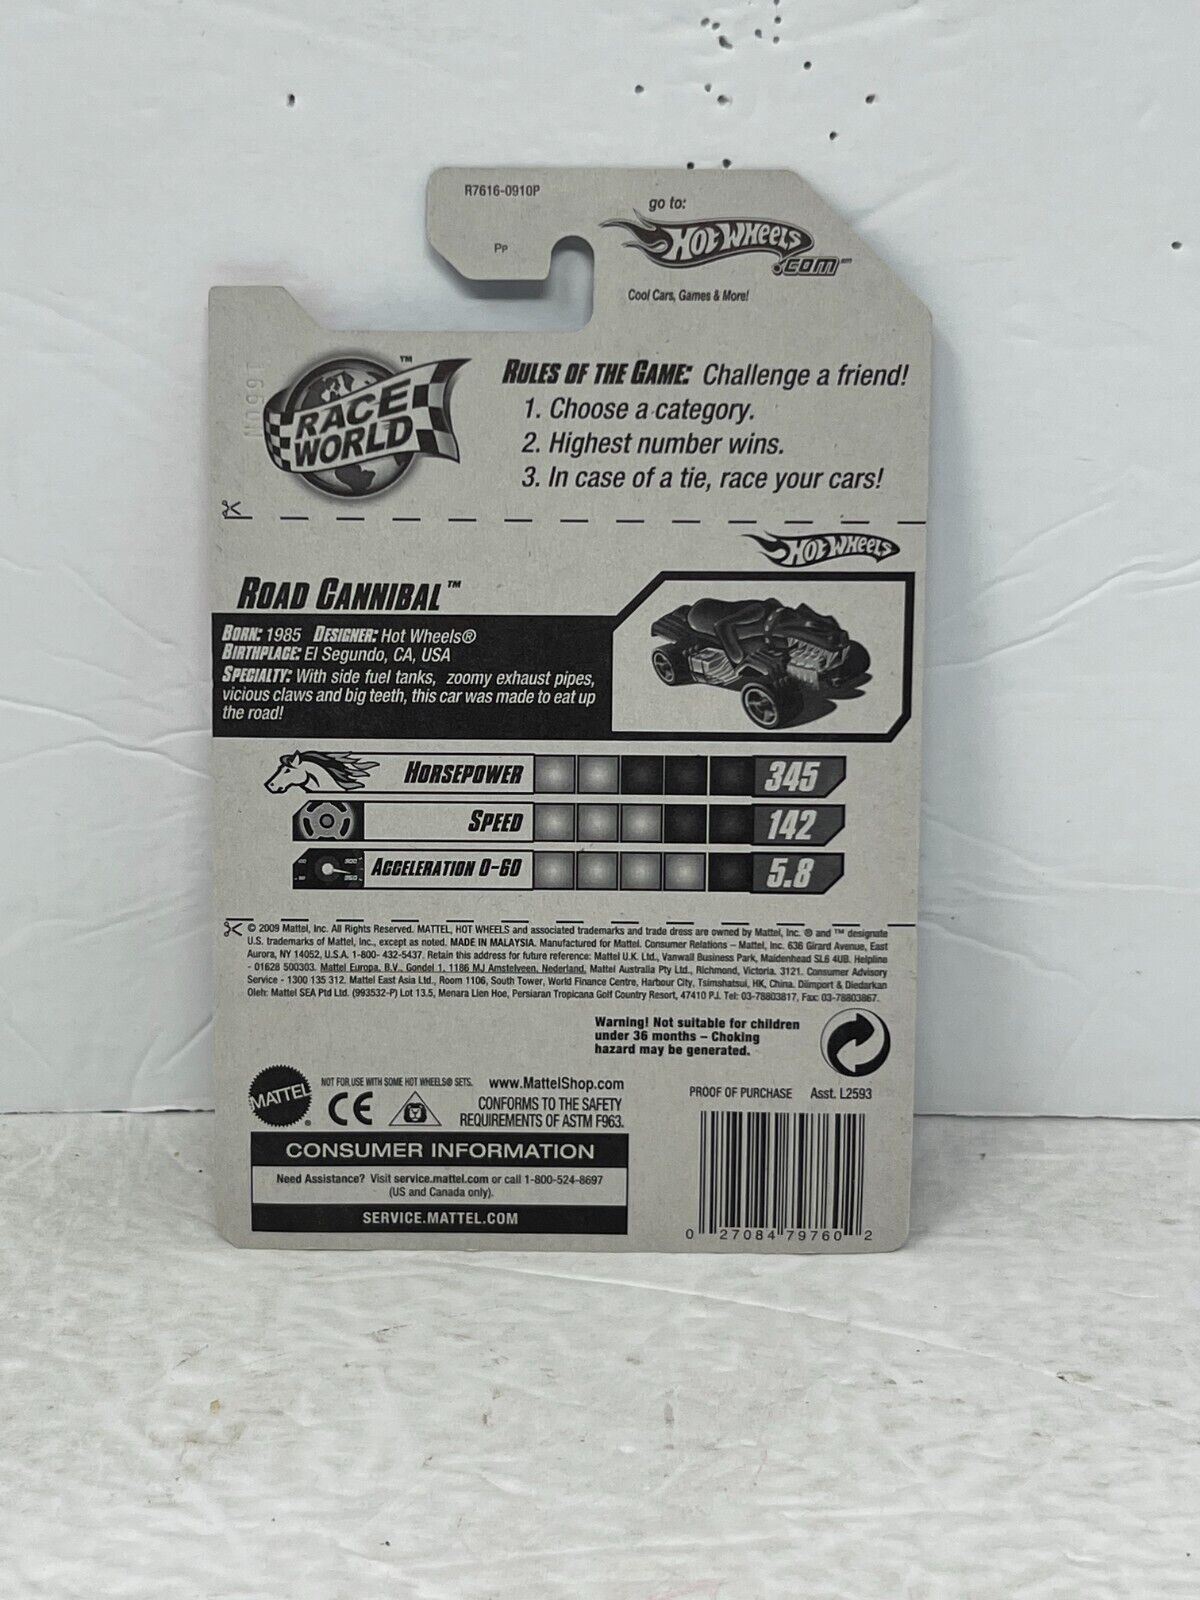 R7616-0910P
Pp
go to:
HOT WHEELS
.COM
Cool Cars, Games & More!
RACE WORLD™
RULES OF THE GAME: Challenge a friend!
1. Choose a category.
2. Highest number wins.
3. In case of a tie, race your cars!
HOT WHEELS
ROAD CANNIBAL™
BORN: 1985 DESIGNER: Hot Wheels®
BIRTHPLACE: El Segundo, CA, USA
SPECIALTY: With side fuel tanks, zoomy exhaust pipes,
vicious claws and big teeth, this car was made to eat up
the road!
HORSEPOWER 345
SPEED 142
ACCELERATION 0-60 5.8
© 2009 Mattel, Inc. All Rights Reserved. MATTEL, HOT WHEELS and associated trademarks and trade dress are owned by Mattel, Inc. ® and ™ designate
U.S. trademarks of Mattel, Inc., except as noted. MADE IN MALAYSIA. Manufactured for Mattel. Consumer Relations – Mattel, Inc. 636 Girard Avenue, East
Aurora, NY 14052, U.S.A. 1-800- 432-5437. Retain this address for future reference: Mattel U.K. Ltd., Vanwall Business Park, Maidenhead SL6 4UB. Helpline
- 01628 500303. Mattel Europa, B.V., Gondel 1, 1186 MJ Amstelveen, Nederland. Mattel Australia Pty Ltd., Richmond, Victoria. 3121. Consumer Advisory
Service - 1300 135 312. Mattel East Asia Ltd., Room 1106, South Tower, World Finance Centre, Harbour City, Tsimshatsui, HK, China. Diimport & Diedarkan
Oleh: Mattel SEA Ptd Ltd. (993532-P) Lot 13.5, Menara Lien Hoe, Persiaran Tropicana Golf Country Resort, 47410 PJ. Tel: 03-78803817, Fax: 03-78803867.
Warning! Not suitable for children
under 36 months – Choking
hazard may be generated.
MATTEL®
NOT FOR USE WITH SOME HOT WHEELS® SETS. www.MattelShop.com
CE
CONFORMS TO THE SAFETY
REQUIREMENTS OF ASTM F963.
PROOF OF PURCHASE Asst. L2593
CONSUMER INFORMATION
Need Assistance? Visit service.mattel.com or call 1-800-524-8697
(US and Canada only).
SERVICE.MATTEL.COM
0 27084 79760 2